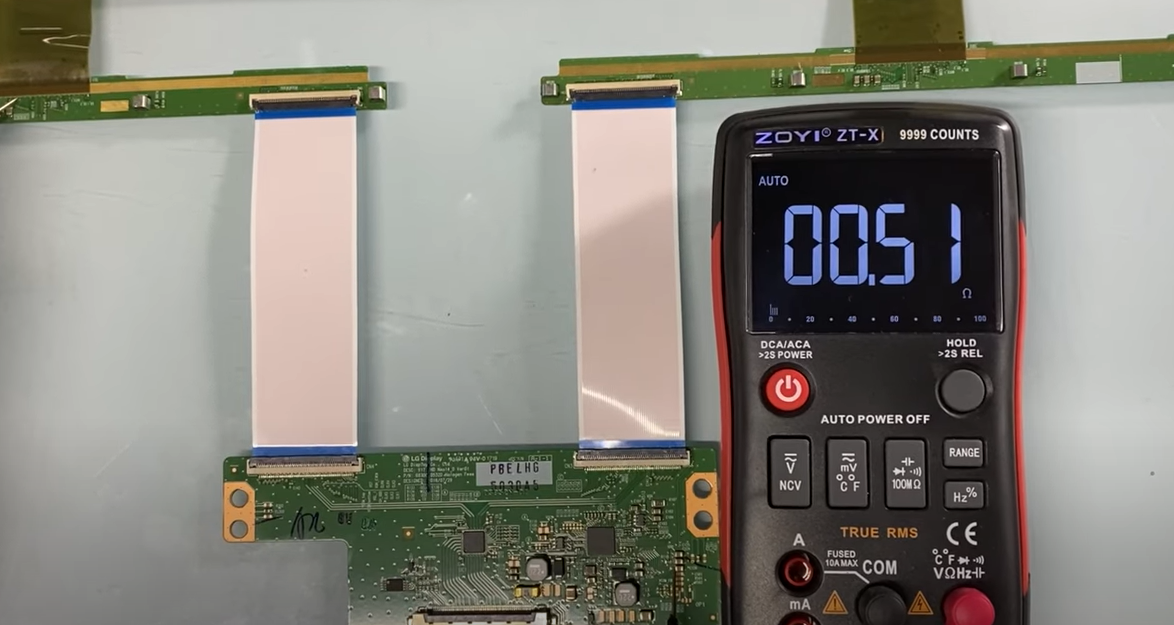 ZOYI® ZT-X 9999 COUNTS
AUTO
00.51
Ω
0 20 40 60 80 100
DCA/ACA
>2S POWER
HOLD
>2S REL
AUTO POWER OFF
V
NCV
mV
°C °F
100MΩ
RANGE
Hz%
LG Display
PBELHG
TRUE RMS
CE
A
FUSED
10A MAX
COM
°C°F
VΩHz
mA